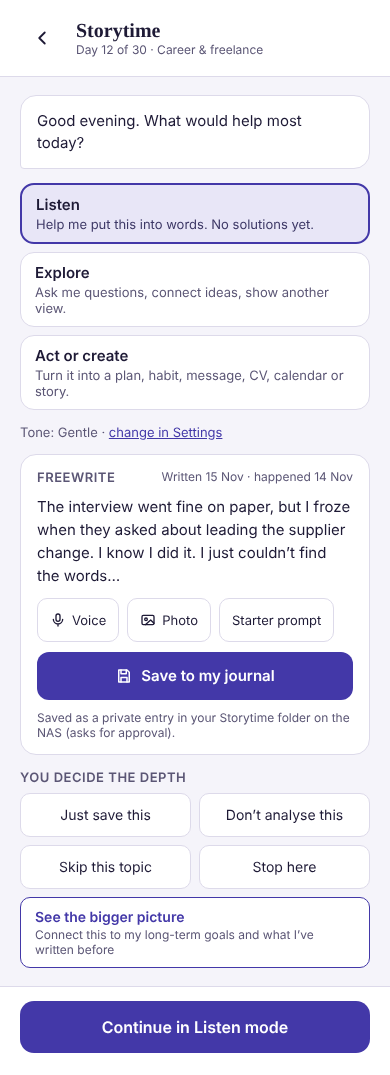 Storytime
Day 12 of 30 · Career & freelance
Good evening. What would help most
today?
Listen
Help me put this into words. No solutions yet.
Explore
Ask me questions, connect ideas, show another
view.
Act or create
Turn it into a plan, habit, message, CV, calendar or
story.
Tone: Gentle · change in Settings
FREEWRITE
Written 15 Nov · happened 14 Nov
The interview went fine on paper, but I froze
when they asked about leading the supplier
change. I know I did it. I just couldn’t find
the words…
Voice
Photo
Starter prompt
Save to my journal
Saved as a private entry in your Storytime folder on the
NAS (asks for approval).
YOU DECIDE THE DEPTH
Just save this
Don’t analyse this
Skip this topic
Stop here
See the bigger picture
Connect this to my long-term goals and what I’ve
written before
Continue in Listen mode